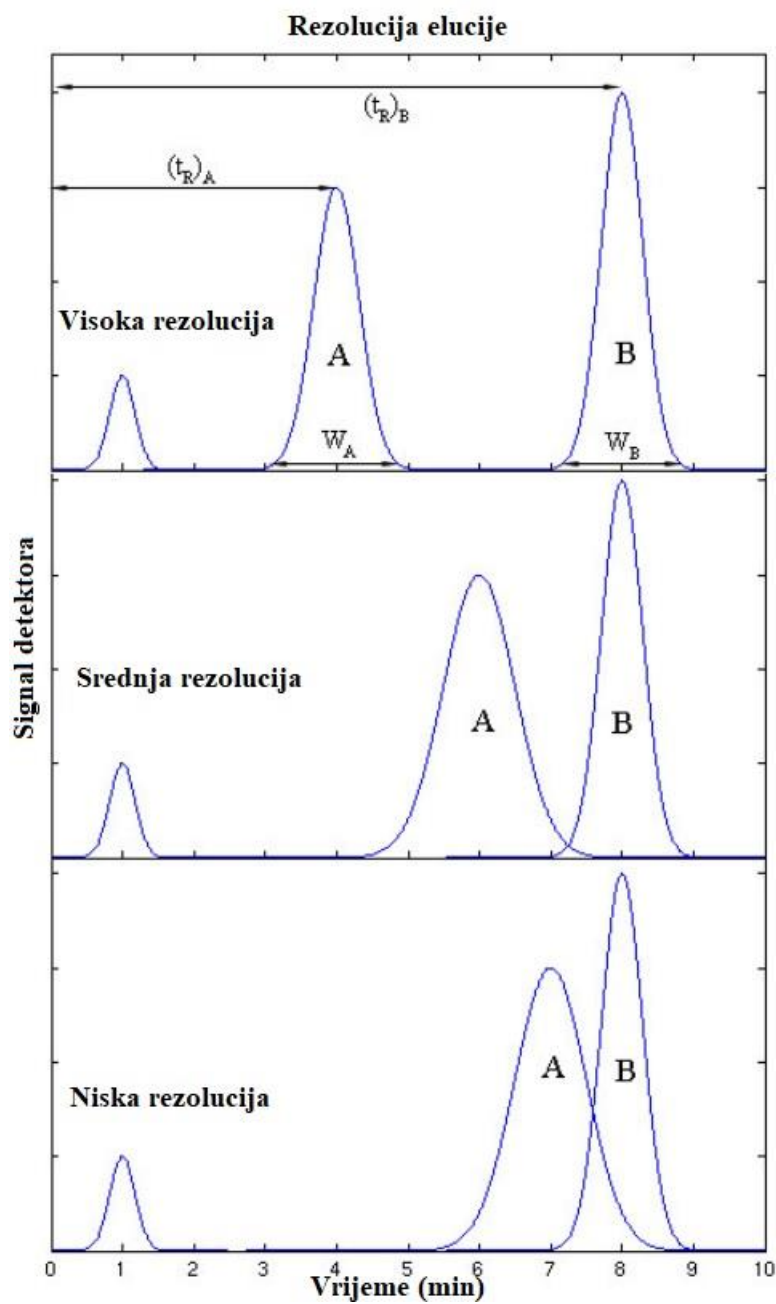 Rezolucija elucije
(t_R)_B
(t_R)_A
Visoka rezolucija
A
B
W_A
W_B
Signal detektora
Srednja rezolucija
A
B
Niska rezolucija
A
B
0 1 2 3 4 5 6 7 8 9 10
Vrijeme (min)